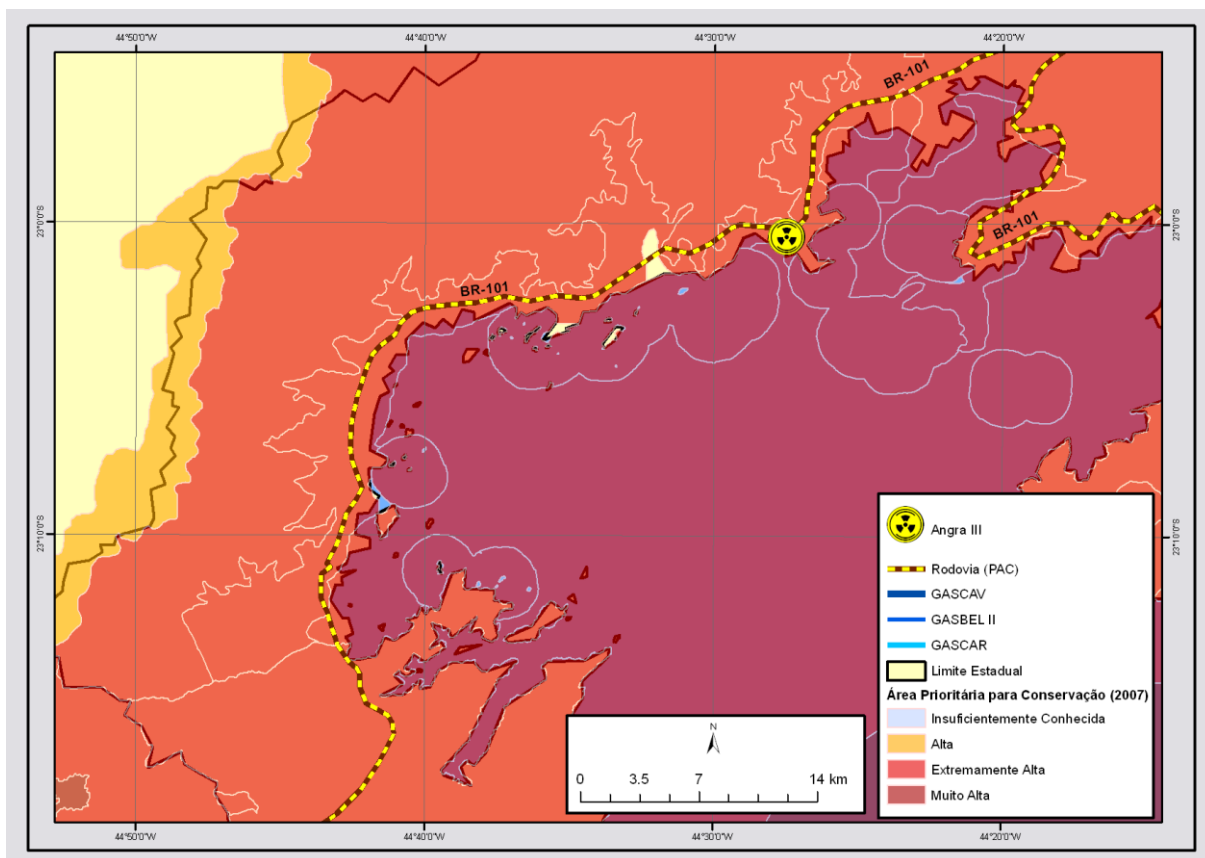 44°50'0"W 44°40'0"W 44°30'0"W 44°20'0"W
BR-101
23°0'0"S 23°0'0"S
BR-101
BR-101
23°10'0"S 23°10'0"S
Angra III
Rodovia (PAC)
GASCAV
GASBEL II
GASCAR
Limite Estadual
Área Prioritária para Conservação (2007)
Insuficientemente Conhecida
Alta
Extremamente Alta
Muito Alta
N
0 3.5 7 14 km
44°50'0"W 44°40'0"W 44°30'0"W 44°20'0"W